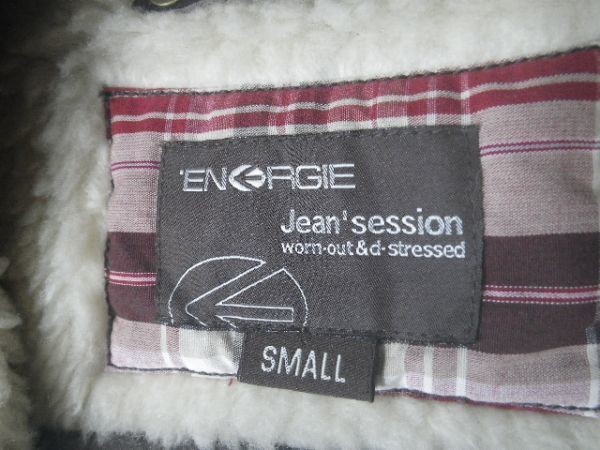 'ENERGIE
Jean'session
worn-out&d-stressed
SMALL